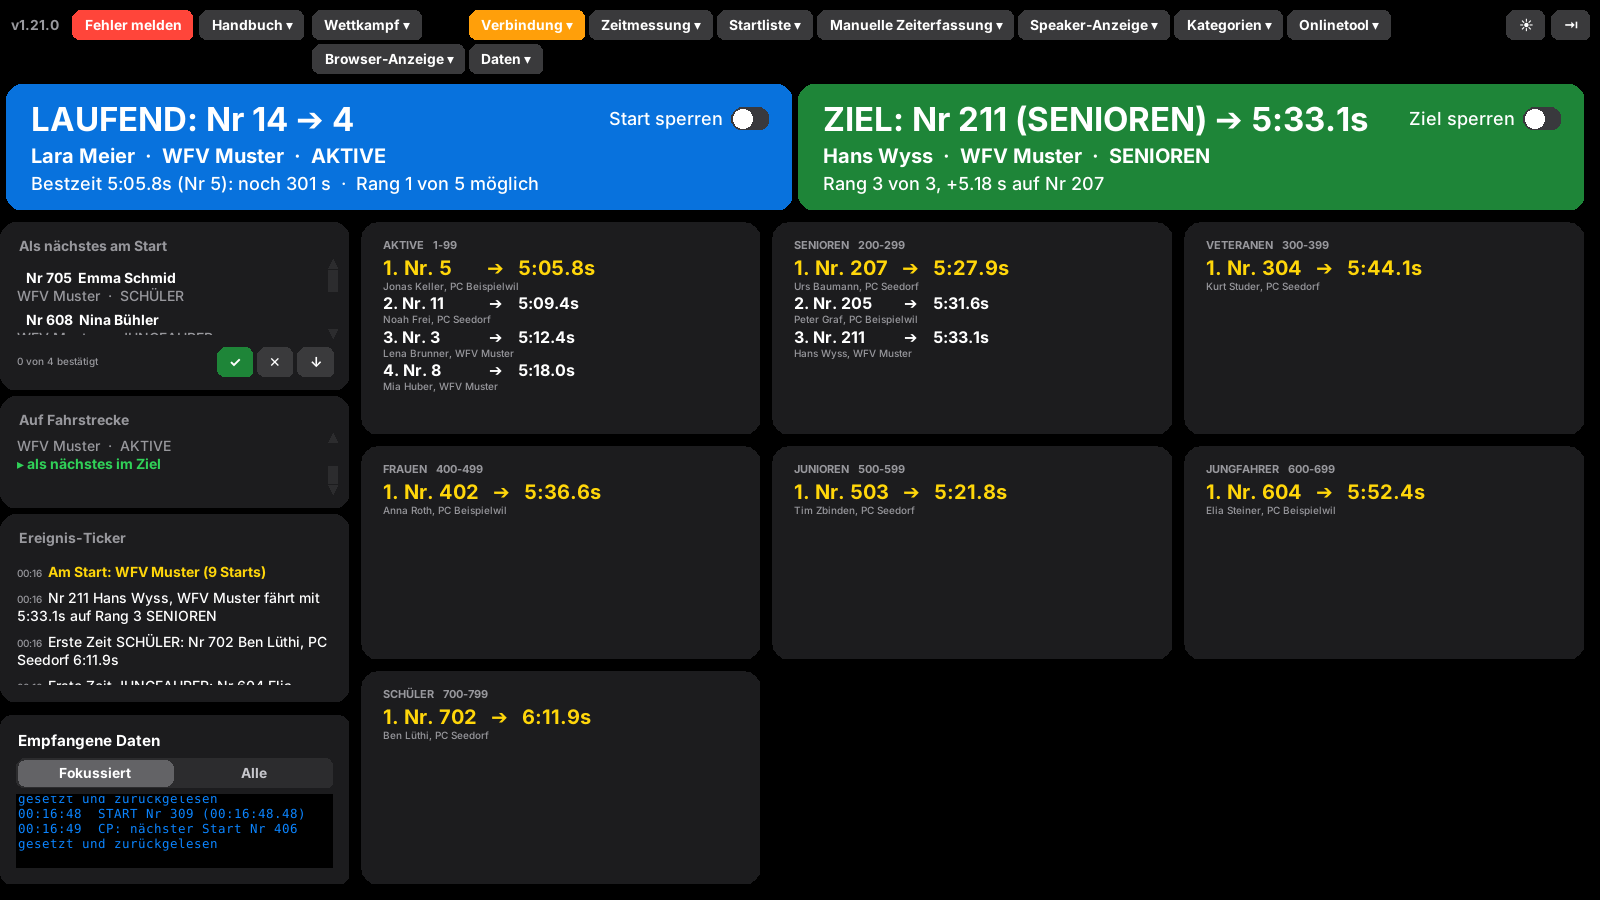 v1.21.0
Fehler melden
Handbuch ▾
Wettkampf ▾
Verbindung ▾
Zeitmessung ▾
Startliste ▾
Manuelle Zeiterfassung ▾
Speaker-Anzeige ▾
Kategorien ▾
Onlinetool ▾
Browser-Anzeige ▾
Daten ▾
LAUFEND: Nr 14 ➔ 4
Start sperren
Lara Meier · WFV Muster · AKTIVE
Bestzeit 5:05.8s (Nr 5): noch 301 s · Rang 1 von 5 möglich
ZIEL: Nr 211 (SENIOREN) ➔ 5:33.1s
Ziel sperren
Hans Wyss · WFV Muster · SENIOREN
Rang 3 von 3, +5.18 s auf Nr 207
Als nächstes am Start
Nr 705 Emma Schmid
WFV Muster · SCHÜLER
Nr 608 Nina Bühler
0 von 4 bestätigt
Auf Fahrstrecke
WFV Muster · AKTIVE
▸ als nächstes im Ziel
Ereignis-Ticker
00:16 Am Start: WFV Muster (9 Starts)
00:16 Nr 211 Hans Wyss, WFV Muster fährt mit
5:33.1s auf Rang 3 SENIOREN
00:16 Erste Zeit SCHÜLER: Nr 702 Ben Lüthi, PC
Seedorf 6:11.9s
Erste Zeit JUNGFAHRER: Nr 604 Elia
Empfangene Daten
Fokussiert
Alle
gesetzt und zurückgelesen
00:16:48 START Nr 309 (00:16:48.48)
00:16:49 CP: nächster Start Nr 406
gesetzt und zurückgelesen
AKTIVE 1-99
1. Nr. 5 ➔ 5:05.8s
Jonas Keller, PC Beispielwil
2. Nr. 11 ➔ 5:09.4s
Noah Frei, PC Seedorf
3. Nr. 3 ➔ 5:12.4s
Lena Brunner, WFV Muster
4. Nr. 8 ➔ 5:18.0s
Mia Huber, WFV Muster
SENIOREN 200-299
1. Nr. 207 ➔ 5:27.9s
Urs Baumann, PC Seedorf
2. Nr. 205 ➔ 5:31.6s
Peter Graf, PC Beispielwil
3. Nr. 211 ➔ 5:33.1s
Hans Wyss, WFV Muster
VETERANEN 300-399
1. Nr. 304 ➔ 5:44.1s
Kurt Studer, PC Seedorf
FRAUEN 400-499
1. Nr. 402 ➔ 5:36.6s
Anna Roth, PC Beispielwil
JUNIOREN 500-599
1. Nr. 503 ➔ 5:21.8s
Tim Zbinden, PC Seedorf
JUNGFAHRER 600-699
1. Nr. 604 ➔ 5:52.4s
Elia Steiner, PC Beispielwil
SCHÜLER 700-799
1. Nr. 702 ➔ 6:11.9s
Ben Lüthi, PC Seedorf